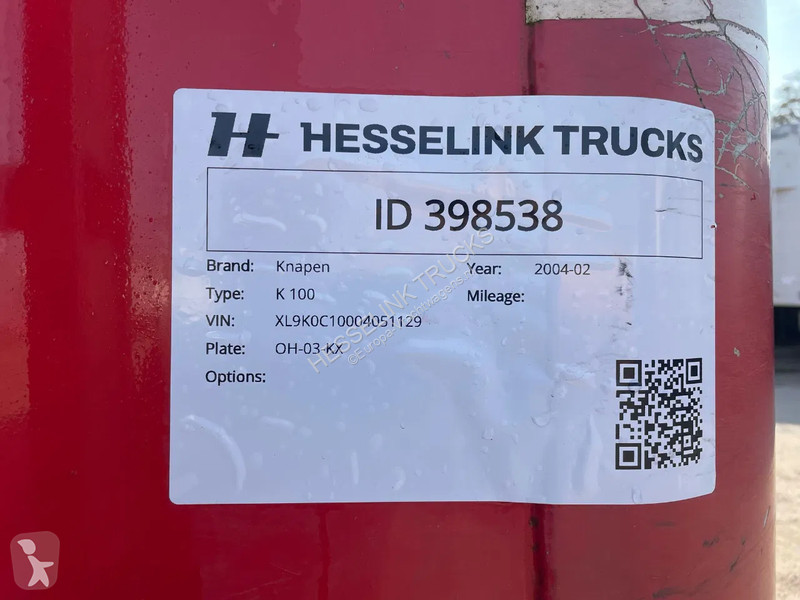 HESSELINK TRUCKS
ID 398538
Brand: Knapen Year: 2004-02
Type: K 100 Mileage:
VIN: XL9K0C10004051129
Plate: OH-03-KX
Options:
HESSELINK TRUCKS